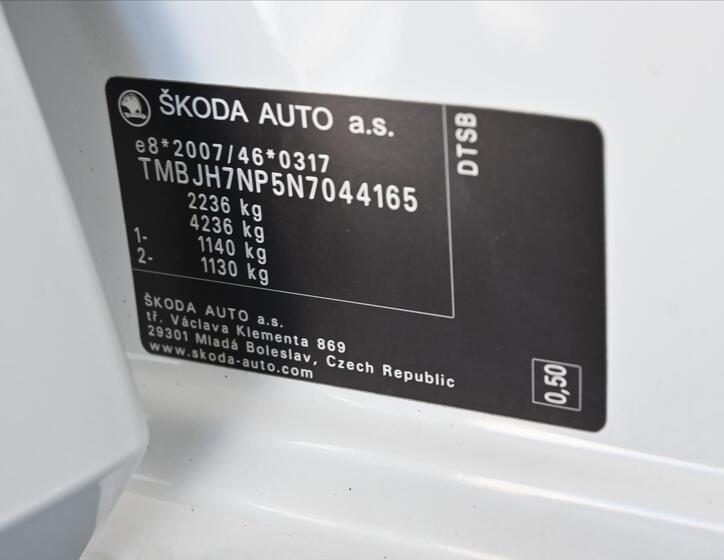 ŠKODA AUTO a.s.
e8*2007/46*0317
TMBJH7NP5N7044165
2236 kg
4236 kg
1- 1140 kg
2- 1130 kg
DTSB
ŠKODA AUTO a.s.
tř. Václava Klementa 869
29301 Mladá Boleslav, Czech Republic
www.skoda-auto.com
0,50